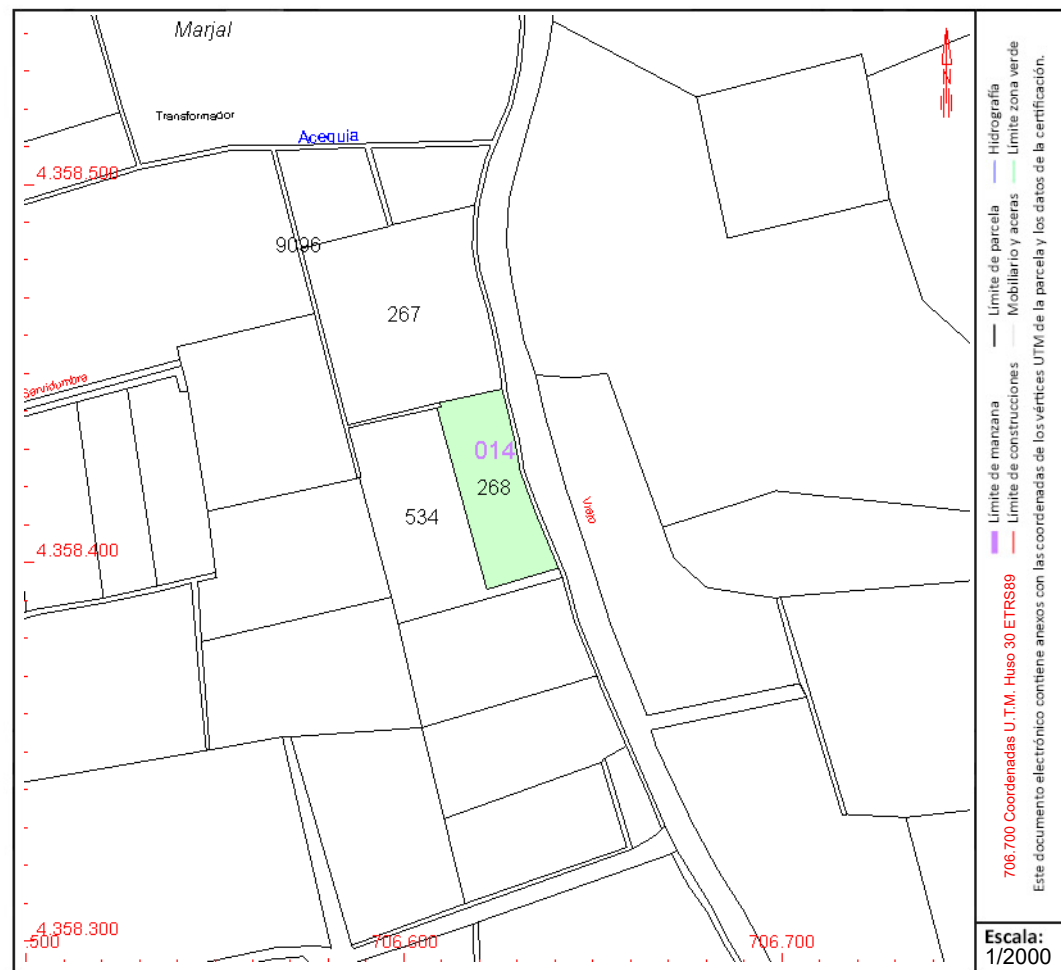 Marjal
Transformador
Acequia
4.358.500
9096
267
Servidumbre
014
268
534
Vreio
4.358.400
4.358.300
.500
706.600
706.700
N
Límite de manzana
Límite de parcela
Hidrografía
Límite de construcciones
Mobiliario y aceras
Límite zona verde
706.700 Coordenadas U.T.M. Huso 30 ETRS89
Este documento electrónico contiene anexos con las coordenadas de los vértices UTM de la parcela y los datos de la certificación.
Escala:
1/2000